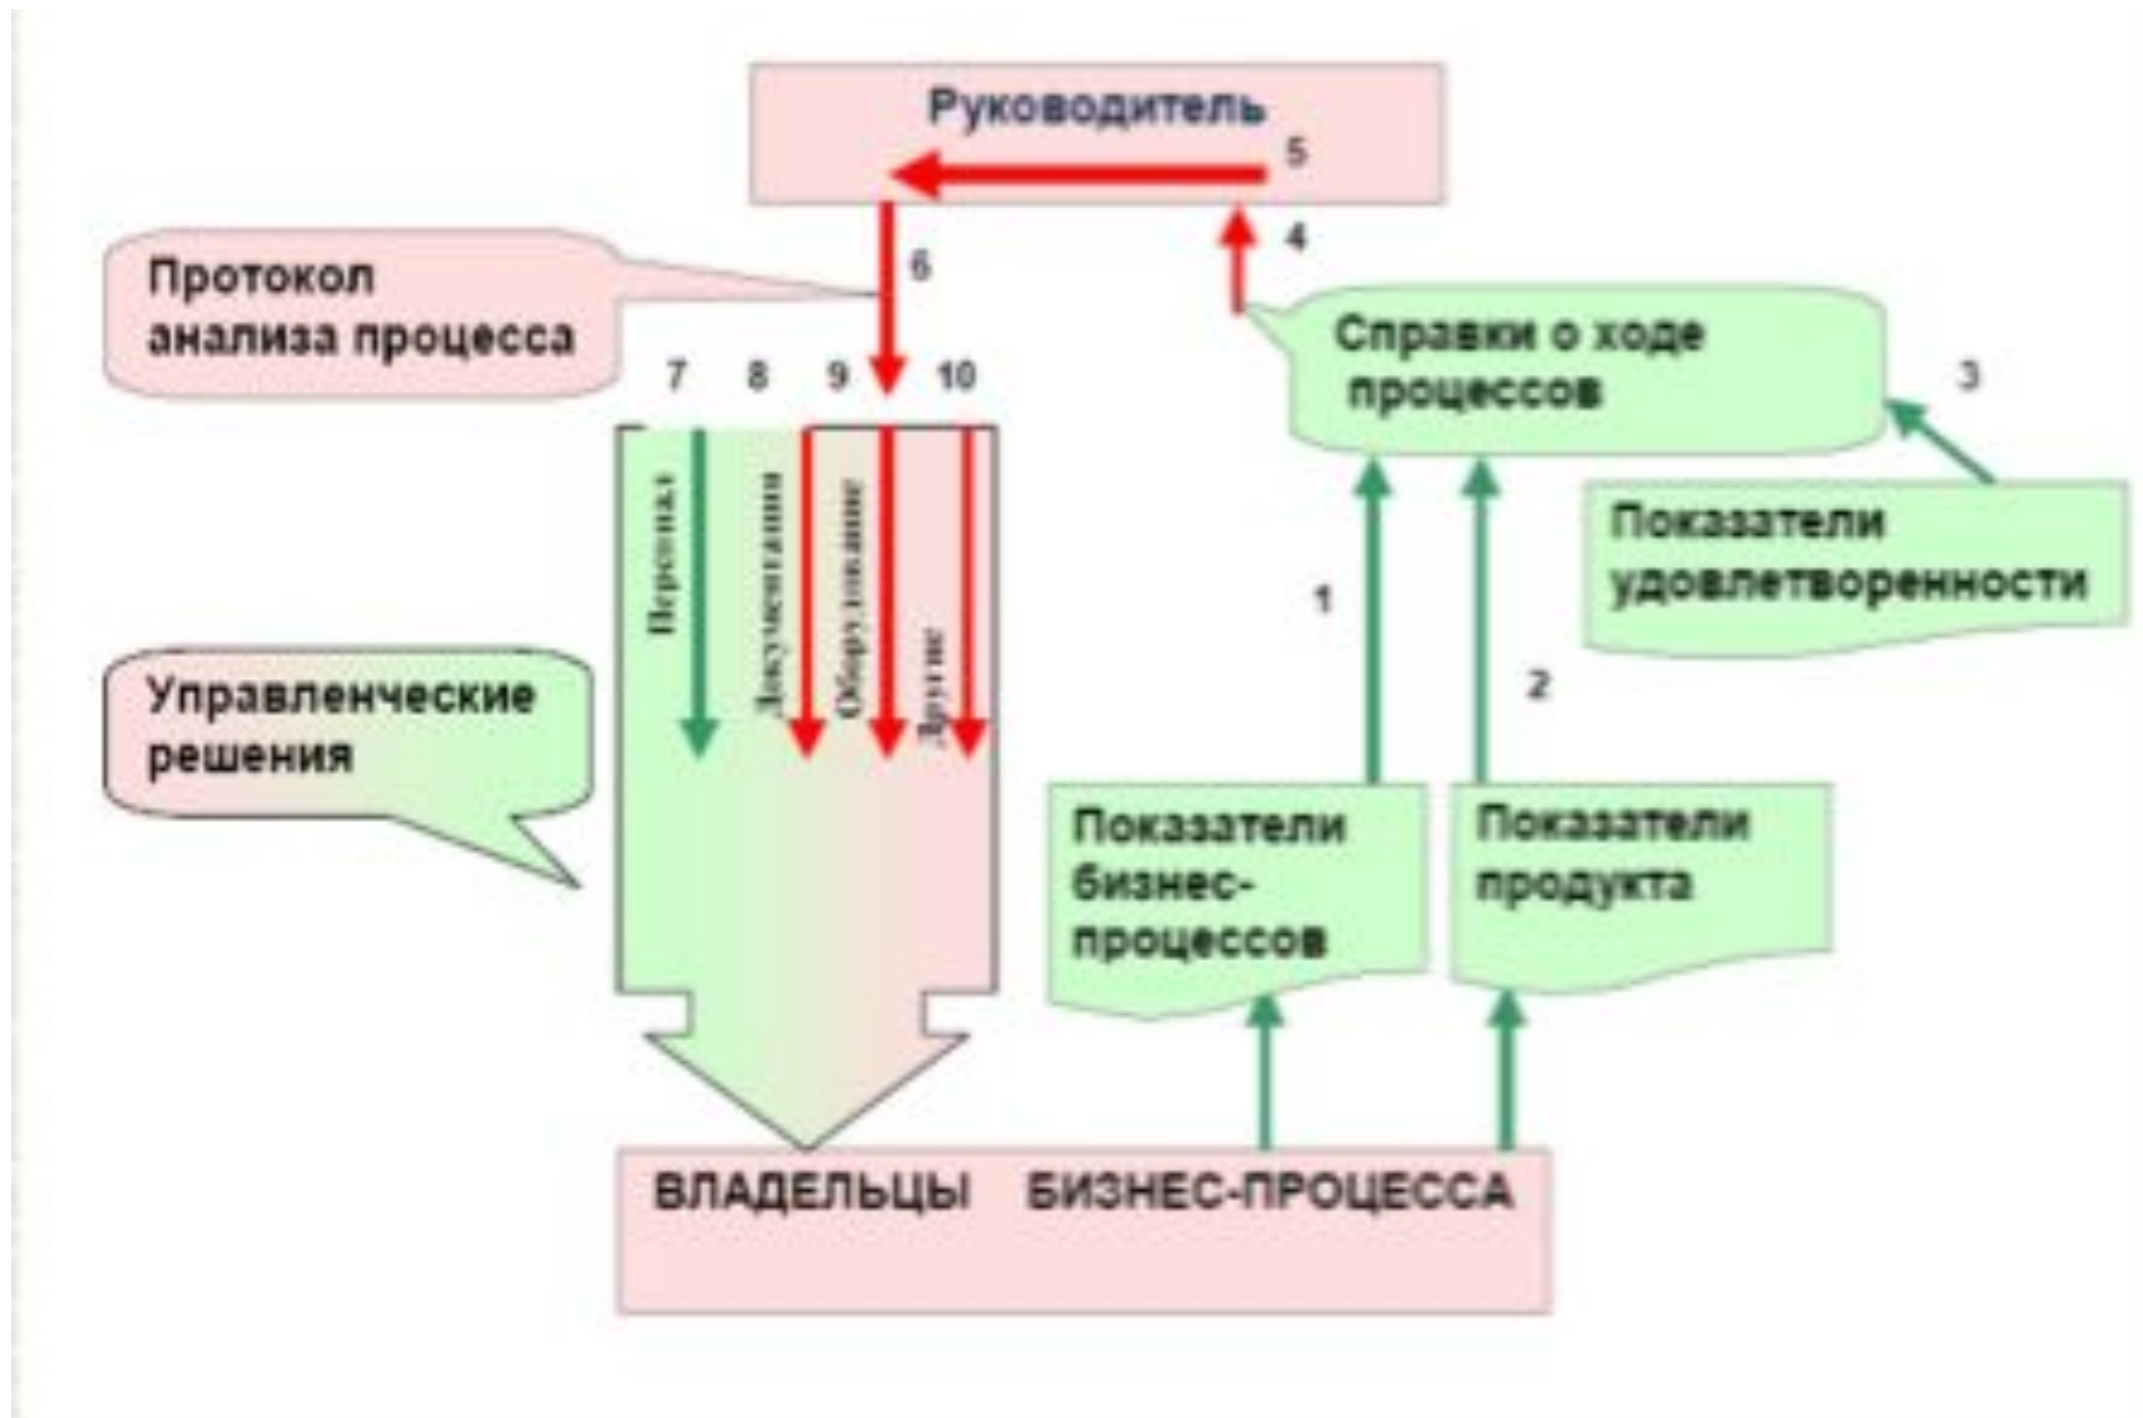 Руководитель
5
4
6
Протокол
анализа процесса
Справки о ходе
процессов
3
7 8 9 10
Персонал
Документация
Оборудование
Другие
Показатели
удовлетворенности
1
2
Управленческие
решения
Показатели
бизнес-
процессов
Показатели
продукта
ВЛАДЕЛЬЦЫ БИЗНЕС-ПРОЦЕССА